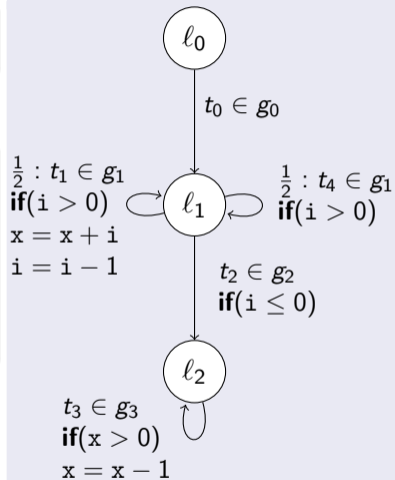 ℓ₀
t₀ ∈ g₀
½ : t₁ ∈ g₁
if(i > 0)
x = x + i
i = i − 1
ℓ₁
½ : t₄ ∈ g₁
if(i > 0)
t₂ ∈ g₂
if(i ≤ 0)
ℓ₂
t₃ ∈ g₃
if(x > 0)
x = x − 1